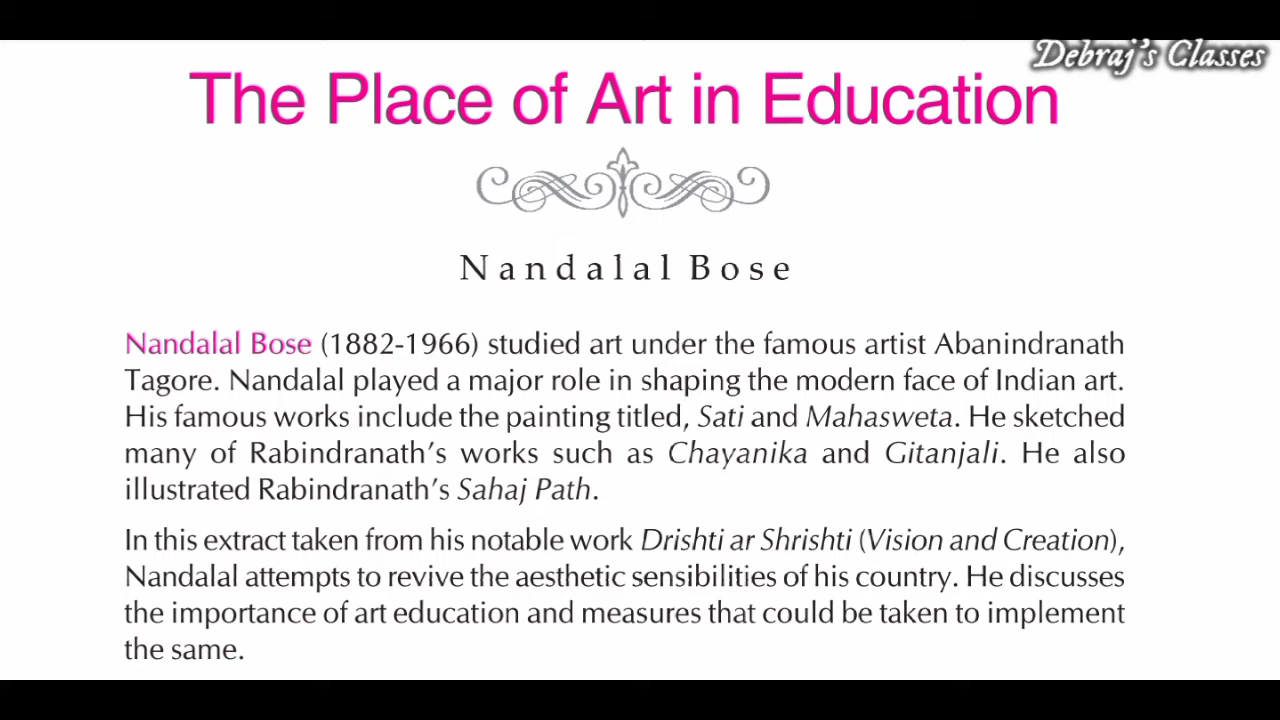 Debraj's Classes
The Place of Art in Education
Nandalal Bose
Nandalal Bose (1882-1966) studied art under the famous artist Abanindranath
Tagore. Nandalal played a major role in shaping the modern face of Indian art.
His famous works include the painting titled, Sati and Mahasweta. He sketched
many of Rabindranath's works such as Chayanika and Gitanjali. He also
illustrated Rabindranath's Sahaj Path.
In this extract taken from his notable work Drishti ar Shrishti (Vision and Creation),
Nandalal attempts to revive the aesthetic sensibilities of his country. He discusses
the importance of art education and measures that could be taken to implement
the same.